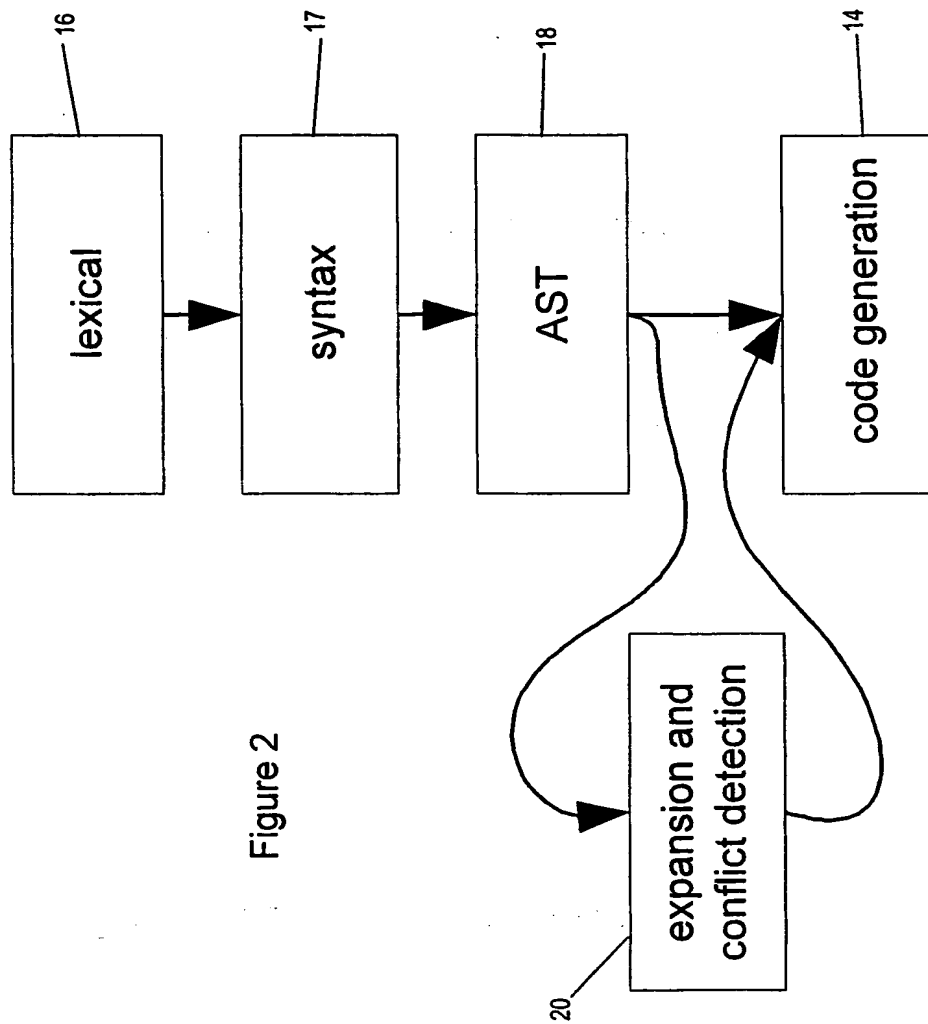 lexical
16
syntax
17
AST
18
code generation
14
expansion and
conflict detection
20
Figure 2